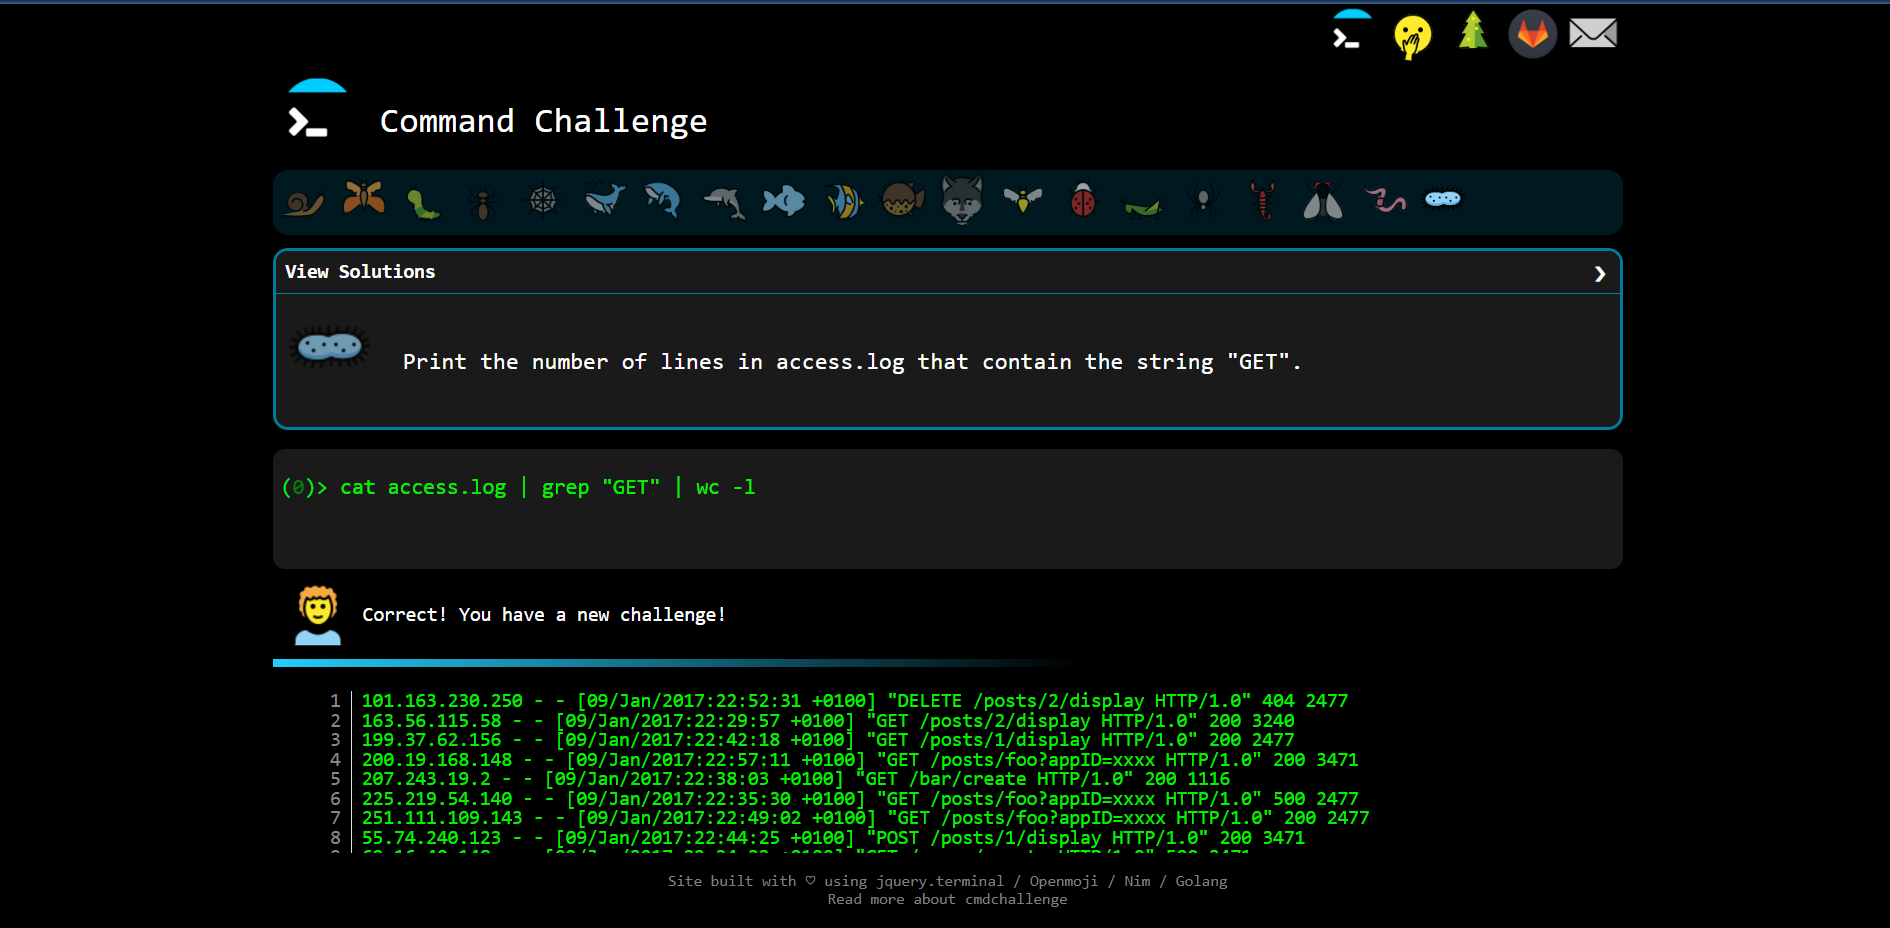 Command Challenge
View Solutions
Print the number of lines in access.log that contain the string "GET".
(0)> cat access.log | grep "GET" | wc -l
Correct! You have a new challenge!
1 101.163.230.250 - - [09/Jan/2017:22:52:31 +0100] "DELETE /posts/2/display HTTP/1.0" 404 2477
2 163.56.115.58 - - [09/Jan/2017:22:29:57 +0100] "GET /posts/2/display HTTP/1.0" 200 3240
3 199.37.62.156 - - [09/Jan/2017:22:42:18 +0100] "GET /posts/1/display HTTP/1.0" 200 2477
4 200.19.168.148 - - [09/Jan/2017:22:57:11 +0100] "GET /posts/foo?appID=xxxx HTTP/1.0" 200 3471
5 207.243.19.2 - - [09/Jan/2017:22:38:03 +0100] "GET /bar/create HTTP/1.0" 200 1116
6 225.219.54.140 - - [09/Jan/2017:22:35:30 +0100] "GET /posts/foo?appID=xxxx HTTP/1.0" 500 2477
7 251.111.109.143 - - [09/Jan/2017:22:49:02 +0100] "GET /posts/foo?appID=xxxx HTTP/1.0" 200 2477
8 55.74.240.123 - - [09/Jan/2017:22:44:25 +0100] "POST /posts/1/display HTTP/1.0" 200 3471
Site built with ♡ using jquery.terminal / Openmoji / Nim / Golang
Read more about cmdchallenge